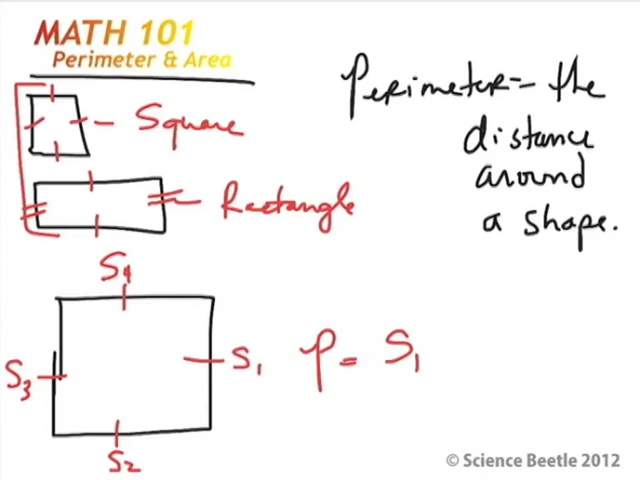 MATH 101
Perimeter & Area
Perimeter = the
distance
around
a shape.
Square
Rectangle
S4
S3
S1
S2
P = S1
© Science Beetle 2012